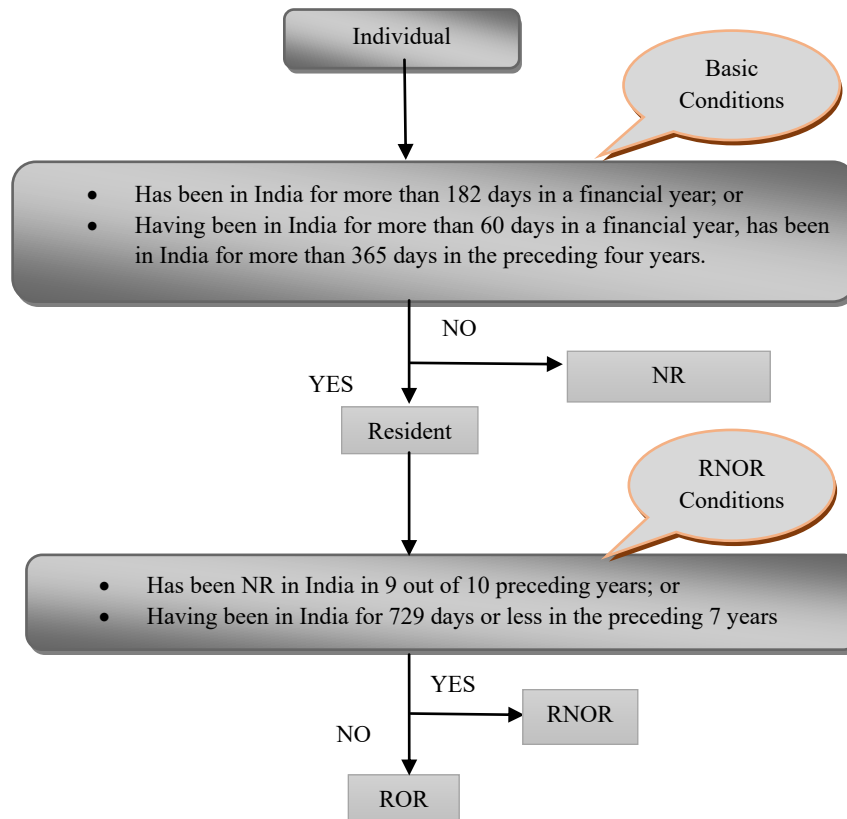 Individual
Basic
Conditions
• Has been in India for more than 182 days in a financial year; or
• Having been in India for more than 60 days in a financial year, has been
in India for more than 365 days in the preceding four years.
NO
NR
YES
Resident
RNOR
Conditions
• Has been NR in India in 9 out of 10 preceding years; or
• Having been in India for 729 days or less in the preceding 7 years
YES
RNOR
NO
ROR